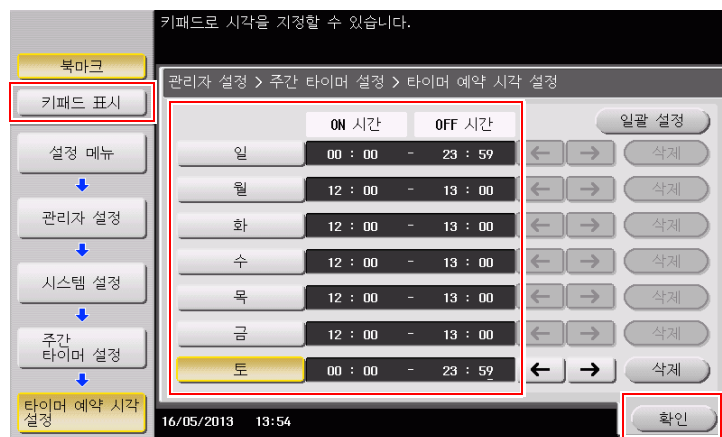 키패드로 시각을 지정할 수 있습니다.
북마크
키패드 표시
설정 메뉴
관리자 설정
시스템 설정
주간
타이머 설정
타이머 예약 시각
설정
관리자 설정 > 주간 타이머 설정 > 타이머 예약 시각 설정
ON 시간 OFF 시간 일괄 설정
일 00 : 00 - 23 : 59 ← → 삭제
월 12 : 00 - 13 : 00 ← → 삭제
화 12 : 00 - 13 : 00 ← → 삭제
수 12 : 00 - 13 : 00 ← → 삭제
목 12 : 00 - 13 : 00 ← → 삭제
금 12 : 00 - 13 : 00 ← → 삭제
토 00 : 00 - 23 : 59 ← → 삭제
16/05/2013 13:54 확인